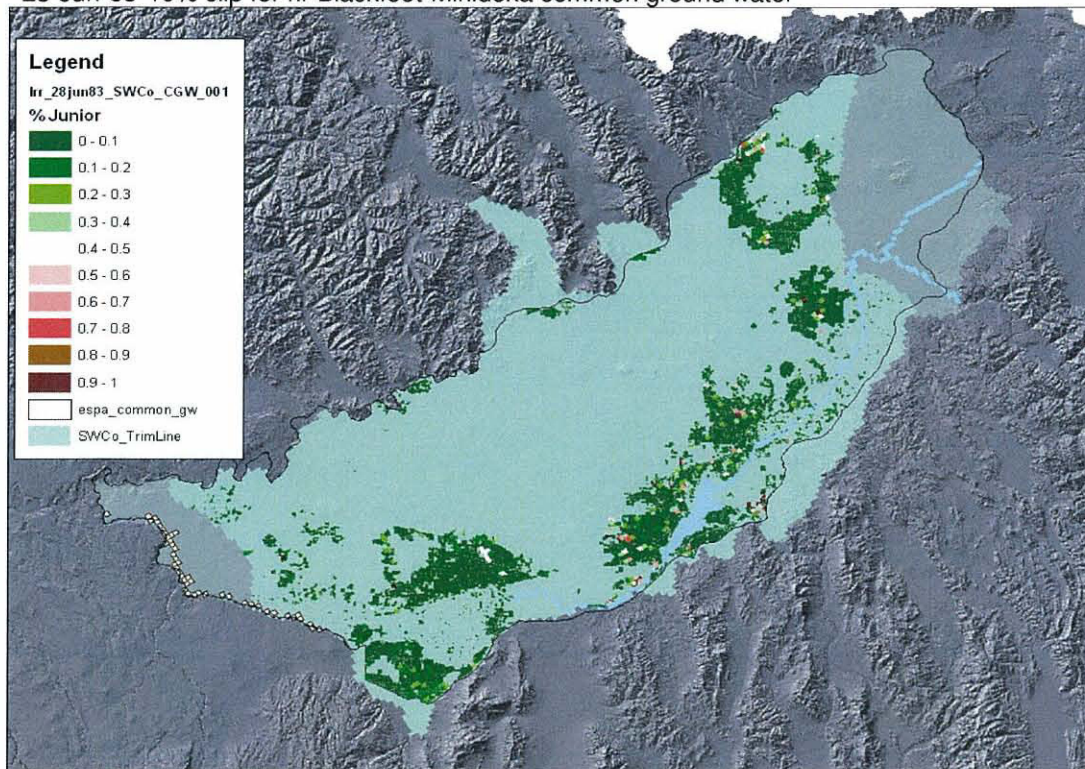 Legend
Irr_28jun83_SWCo_CGW_001
% Junior
0 - 0.1
0.1 - 0.2
0.2 - 0.3
0.3 - 0.4
0.4 - 0.5
0.5 - 0.6
0.6 - 0.7
0.7 - 0.8
0.8 - 0.9
0.9 - 1
espa_common_gw
SWCo_TrimLine